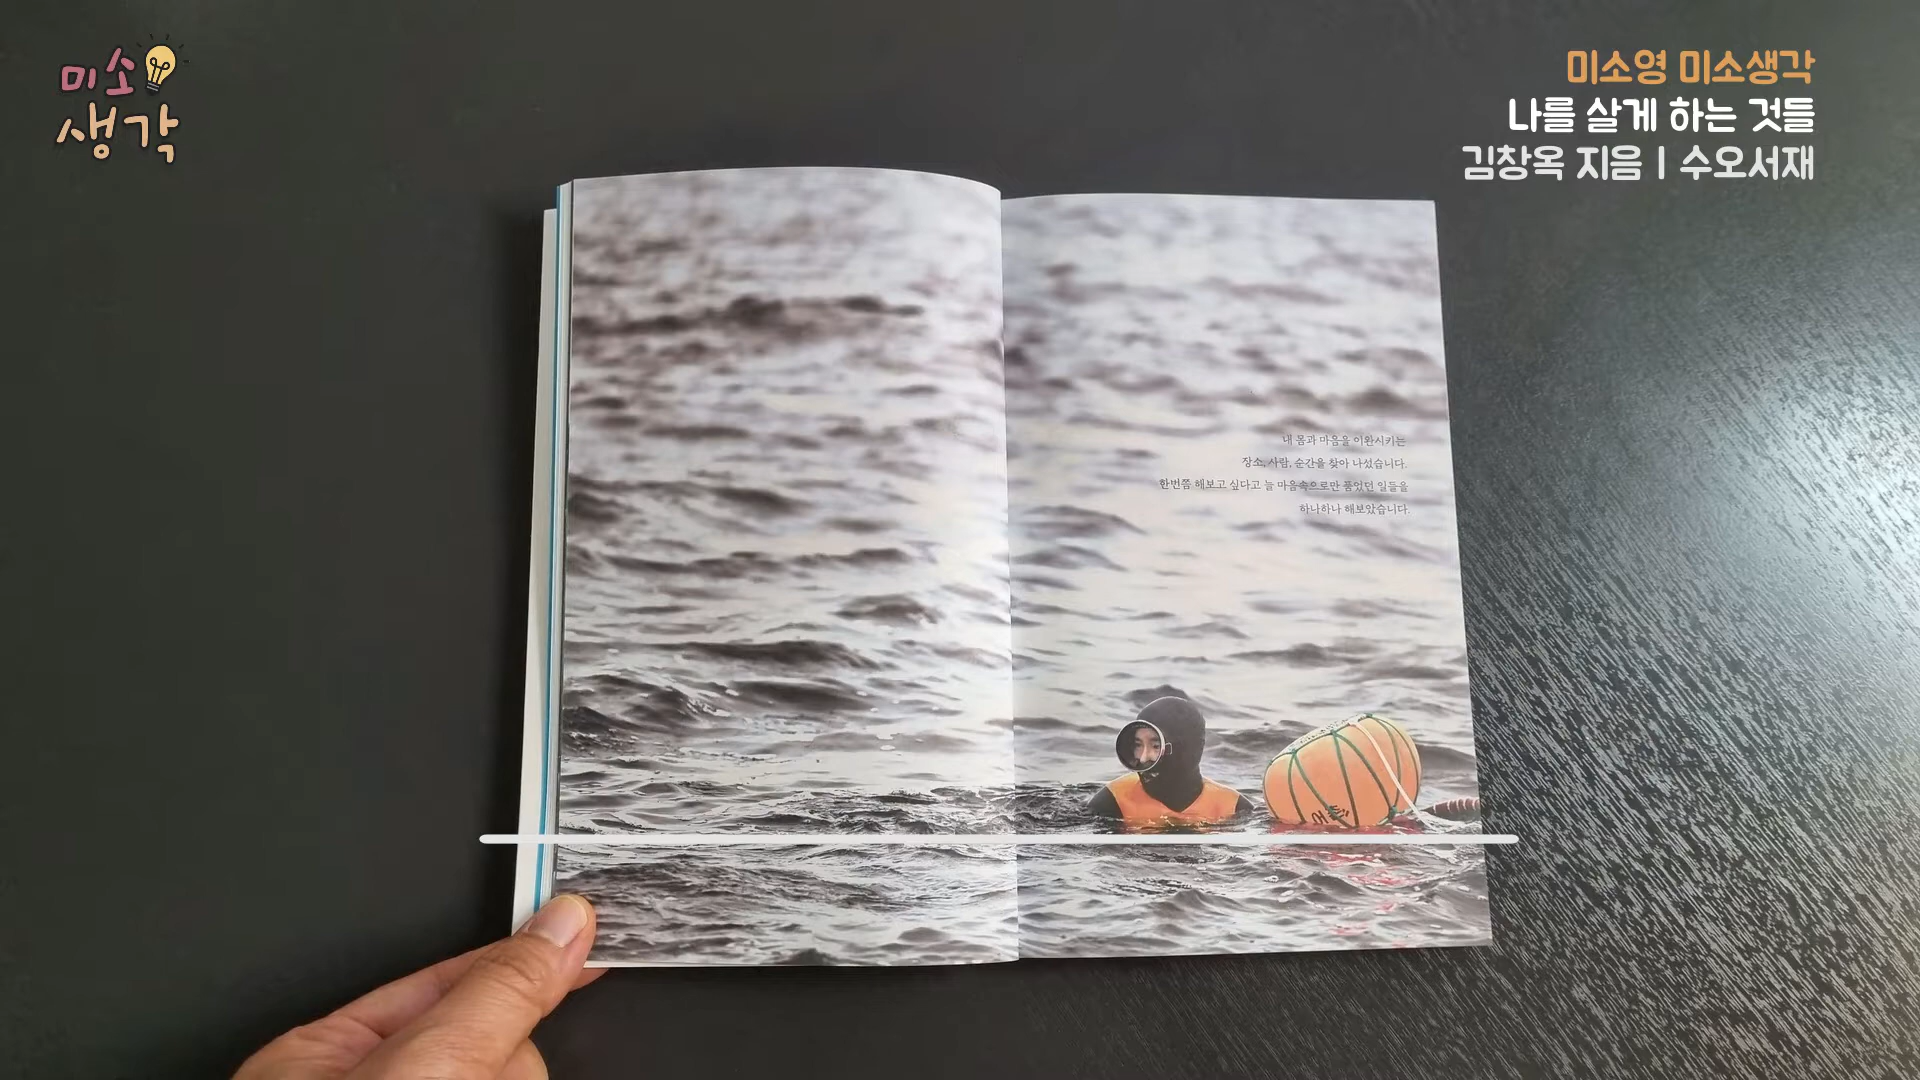 미소
생각
미소영 미소생각
나를 살게 하는 것들
김창옥 지음 | 수오서재
내 몸과 마음을 이완시키는
장소, 사람, 순간을 찾아 나섰습니다.
한번쯤 해보고 싶다고 늘 마음속으로만 품었던 일들을
하나하나 해보았습니다.